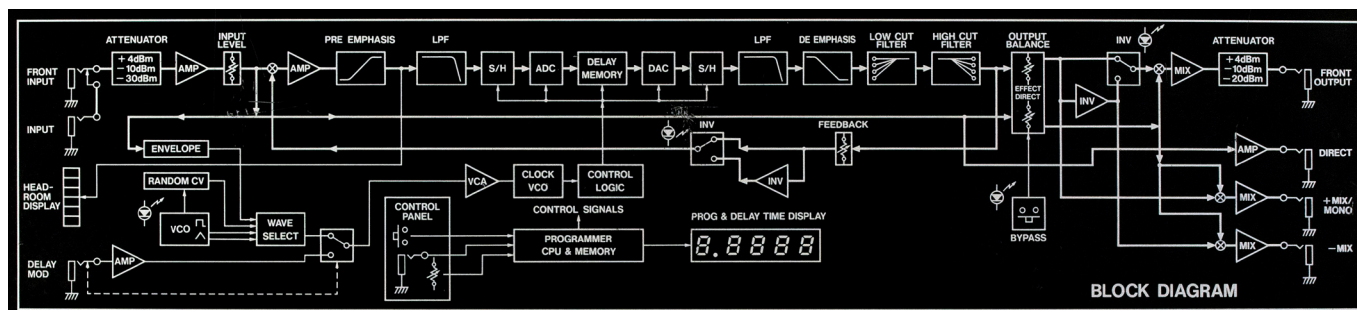 FRONT
INPUT
ATTENUATOR
+ 4dBm
− 10dBm
− 30dBm
AMP
INPUT
LEVEL
AMP
PRE EMPHASIS
LPF
S/H
ADC
DELAY
MEMORY
DAC
S/H
LPF
DE EMPHASIS
LOW CUT
FILTER
HIGH CUT
FILTER
OUTPUT
BALANCE
EFFECT
DIRECT
INV
INV
MIX
ATTENUATOR
+ 4dBm
− 10dBm
− 20dBm
FRONT
OUTPUT
INPUT
ENVELOPE
INV
INV
FEEDBACK
AMP
DIRECT
HEAD-
ROOM
DISPLAY
RANDOM CV
VCO
WAVE
SELECT
VCA
CLOCK
VCO
CONTROL
LOGIC
MIX
+MIX/
MONO
CONTROL
PANEL
CONTROL SIGNALS
PROGRAMMER
CPU & MEMORY
PROG & DELAY TIME DISPLAY
8.8888
BYPASS
MIX
−MIX
DELAY
MOD
AMP
BLOCK DIAGRAM